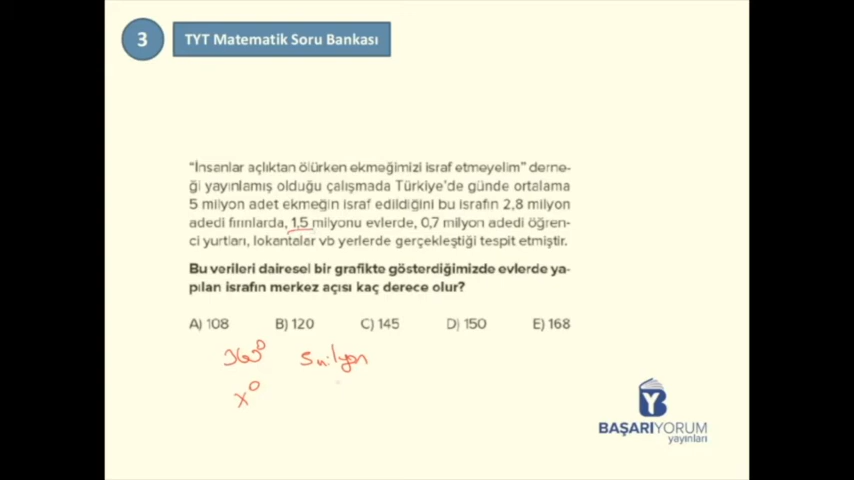 3 TYT Matematik Soru Bankası
"İnsanlar açlıktan ölürken ekmeğimizi israf etmeyelim" derne-
ği yayınlamış olduğu çalışmada Türkiye'de günde ortalama
5 milyon adet ekmeğin israf edildiğini bu israfın 2,8 milyon
adedi fırınlarda, 1,5 milyonu evlerde, 0,7 milyon adedi öğren-
ci yurtları, lokantalar vb yerlerde gerçekleştiği tespit etmiştir.
Bu verileri dairesel bir grafikte gösterdiğimizde evlerde ya-
pılan israfın merkez açısı kaç derece olur?
A) 108 B) 120 C) 145 D) 150 E) 168
360° 5 milyon
x°
BAŞARIYORUM
yayınları